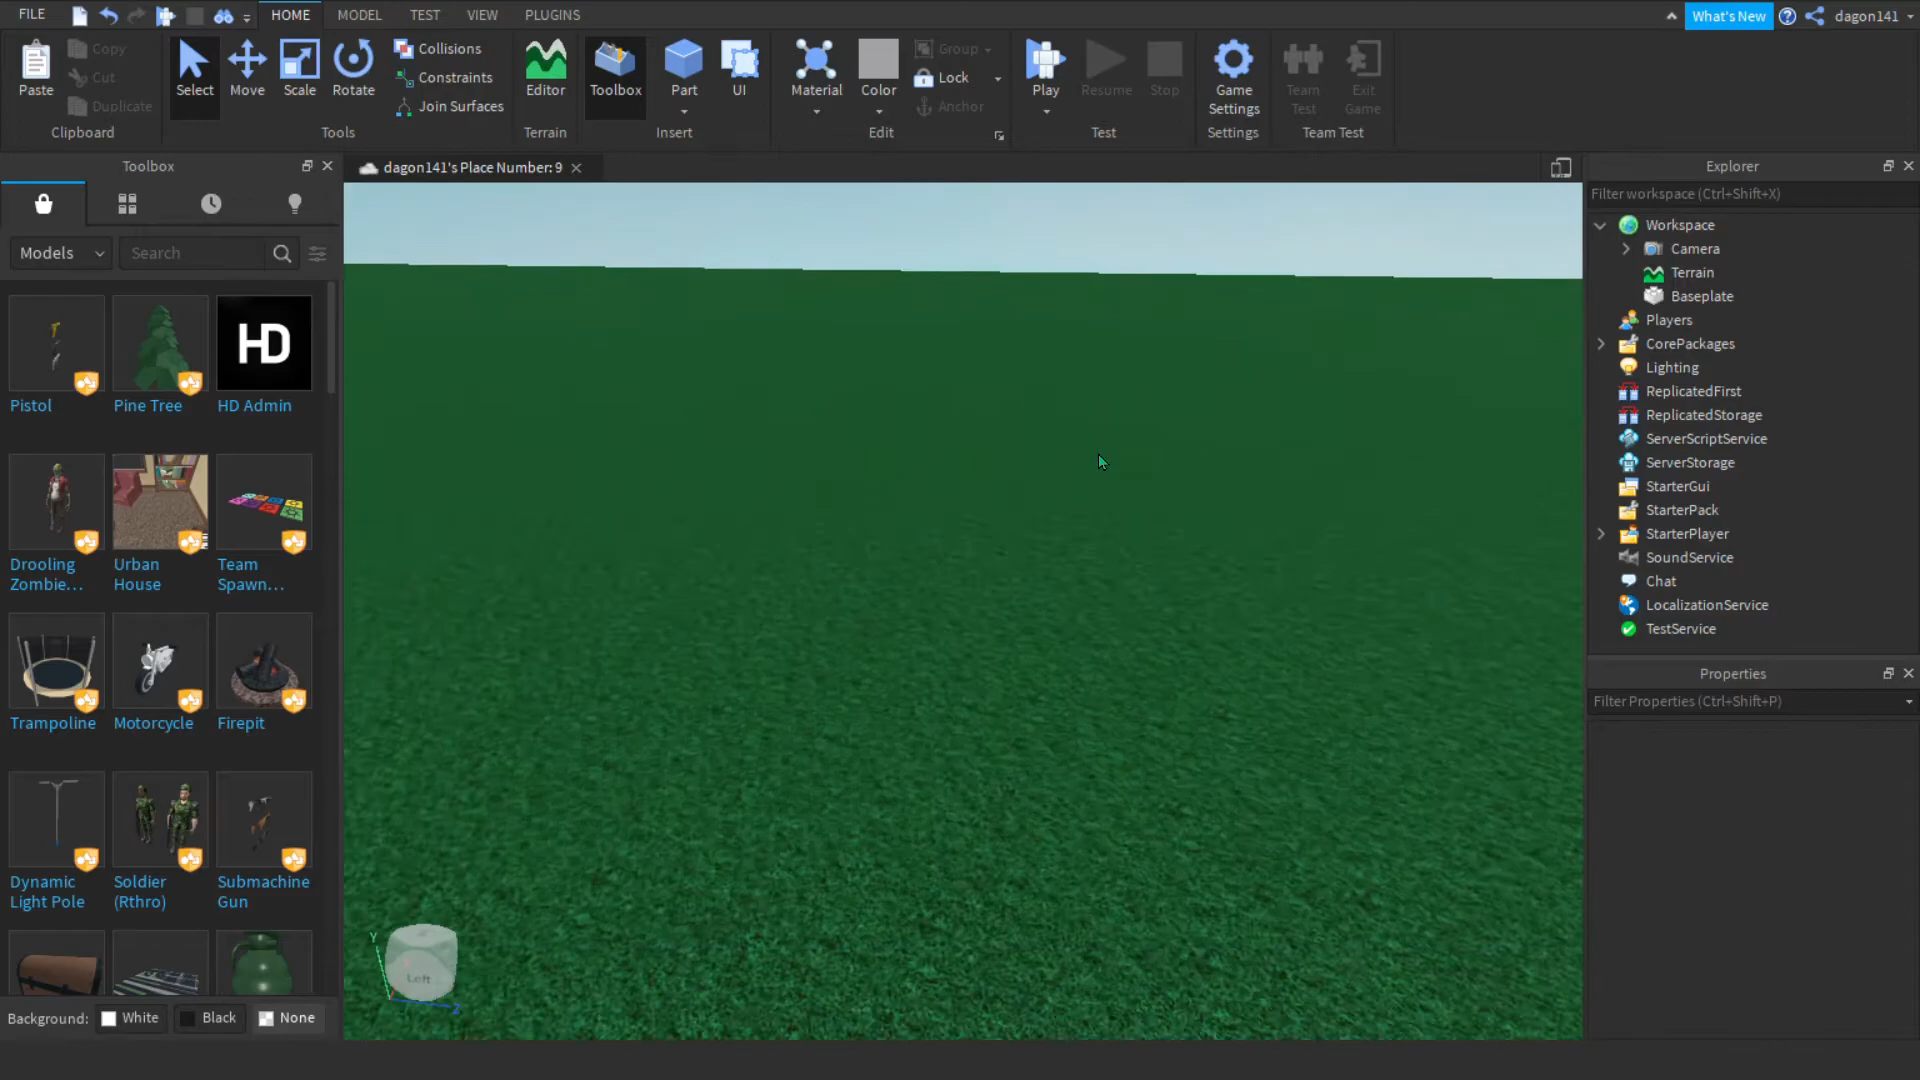 FILE
HOME
MODEL
TEST
VIEW
PLUGINS
What's New
dagon141
Paste
Copy
Cut
Duplicate
Clipboard
Select
Move
Scale
Rotate
Collisions
Constraints
Join Surfaces
Tools
Editor
Terrain
Toolbox
Part
UI
Insert
Material
Color
Group
Lock
Anchor
Edit
Play
Resume
Stop
Test
Game
Settings
Settings
Team
Test
Exit
Game
Team Test
Toolbox
dagon141's Place Number: 9
Models
Search
HD
Pistol
Pine Tree
HD Admin
Drooling
Zombie...
Urban
House
Team
Spawn...
Trampoline
Motorcycle
Firepit
Dynamic
Light Pole
Soldier
(Rthro)
Submachine
Gun
Background:
White
Black
None
Y
Left
Z
Explorer
Filter workspace (Ctrl+Shift+X)
Workspace
Camera
Terrain
Baseplate
Players
CorePackages
Lighting
ReplicatedFirst
ReplicatedStorage
ServerScriptService
ServerStorage
StarterGui
StarterPack
StarterPlayer
SoundService
Chat
LocalizationService
TestService
Properties
Filter Properties (Ctrl+Shift+P)